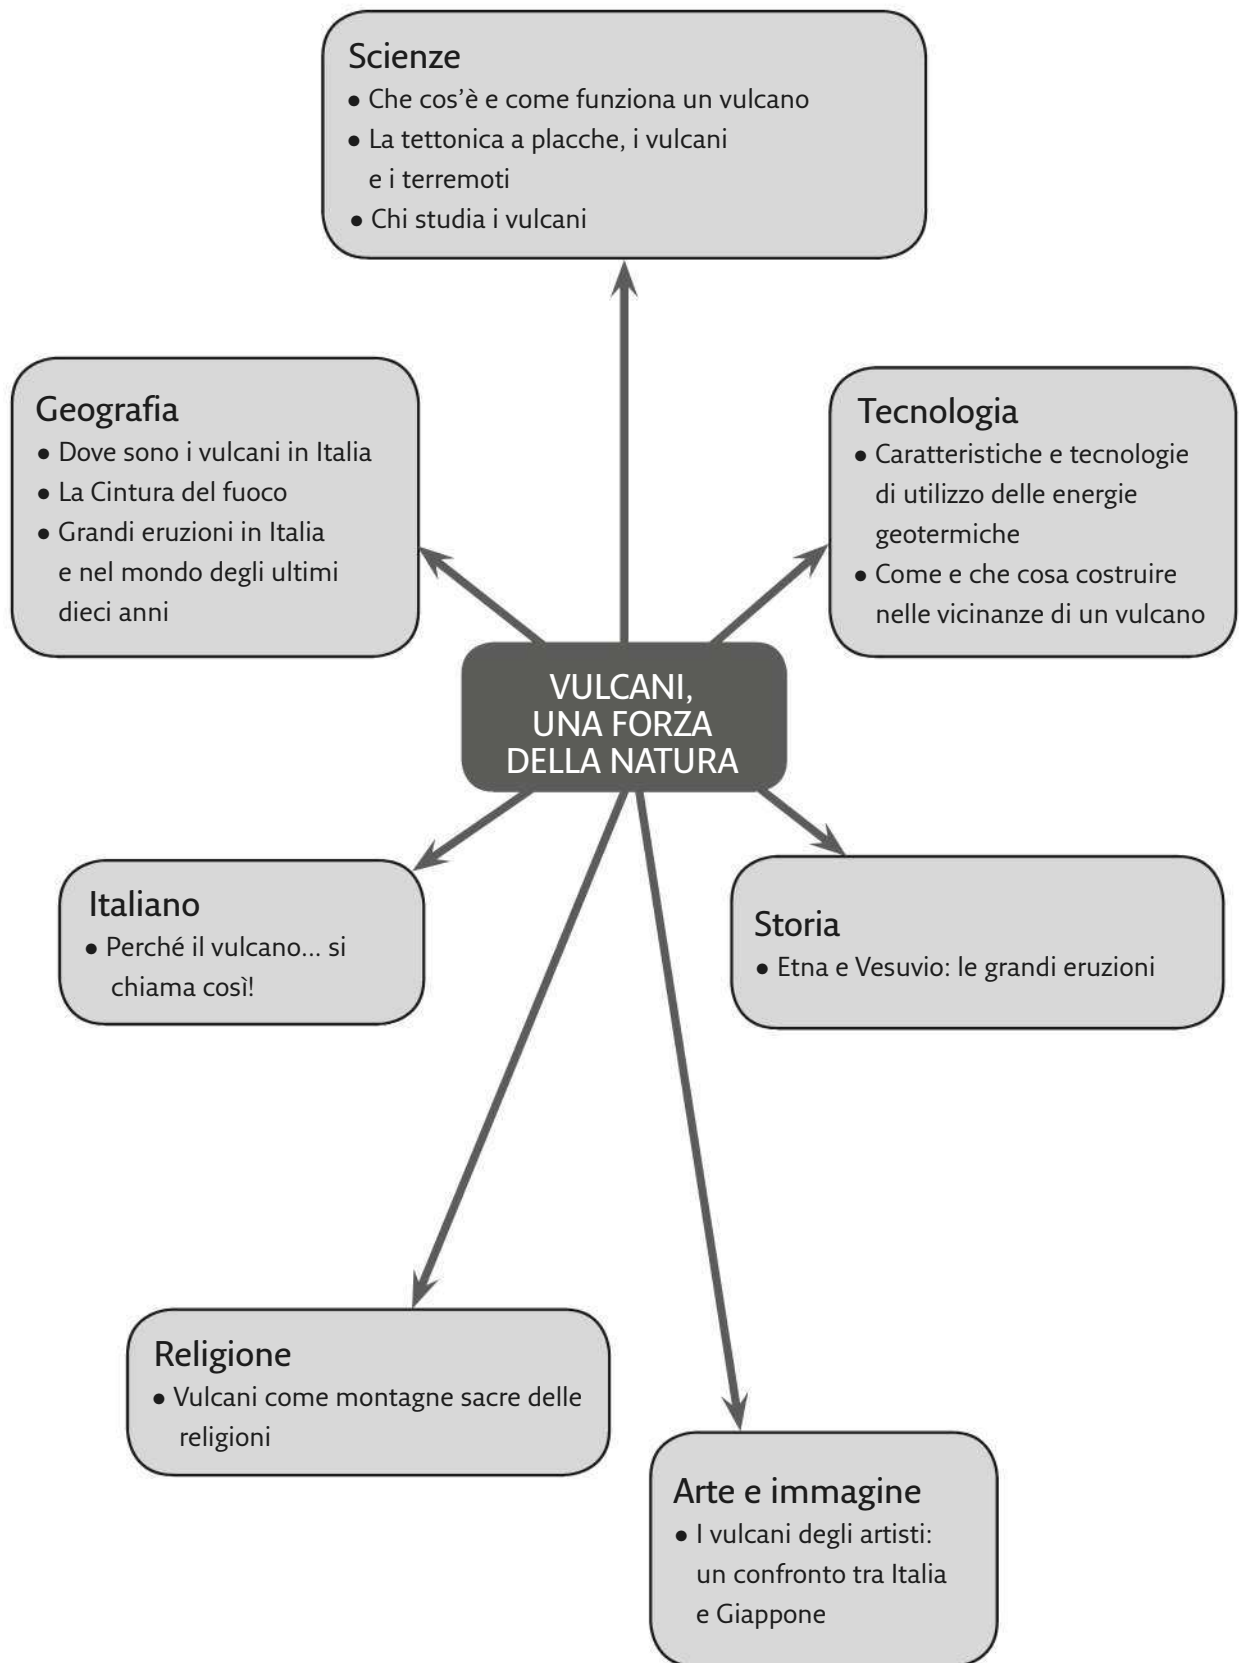 Scienze
• Che cos'è e come funziona un vulcano
• La tettonica a placche, i vulcani
e i terremoti
• Chi studia i vulcani
Geografia
• Dove sono i vulcani in Italia
• La Cintura del fuoco
• Grandi eruzioni in Italia
e nel mondo degli ultimi
dieci anni
Tecnologia
• Caratteristiche e tecnologie
di utilizzo delle energie
geotermiche
• Come e che cosa costruire
nelle vicinanze di un vulcano
VULCANI,
UNA FORZA
DELLA NATURA
Italiano
• Perché il vulcano... si
chiama così!
Storia
• Etna e Vesuvio: le grandi eruzioni
Religione
• Vulcani come montagne sacre delle
religioni
Arte e immagine
• I vulcani degli artisti:
un confronto tra Italia
e Giappone